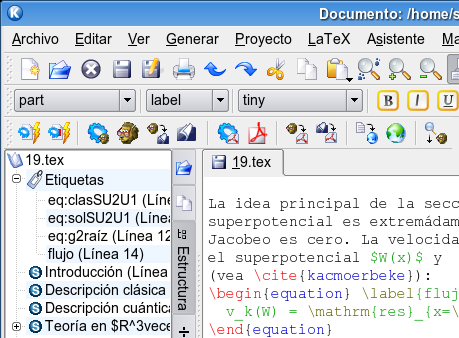 Documento: /home/s
Archivo Editar Ver Generar Proyecto LaTeX Asistente Ma
part label tiny B I U
19.tex 19.tex
Etiquetas
eq:clasSU2U1 (Líne
eq:solSU2U1 (Línea
eq:g2raíz (Línea 12
flujo (Línea 14)
Introducción (Línea
Descripción clásica
Descripción cuántic
Teoría en $R^3vece
Estructura
La idea principal de la secc
superpotencial es extremádam
Jacobeo es cero. La velocida
el superpotencial $W(x)$ y
(vea \cite{kacmoerbeke}):
\begin{equation} \label{fluj
v_k(W) = \mathrm{res}_{x=\
\end{equation}